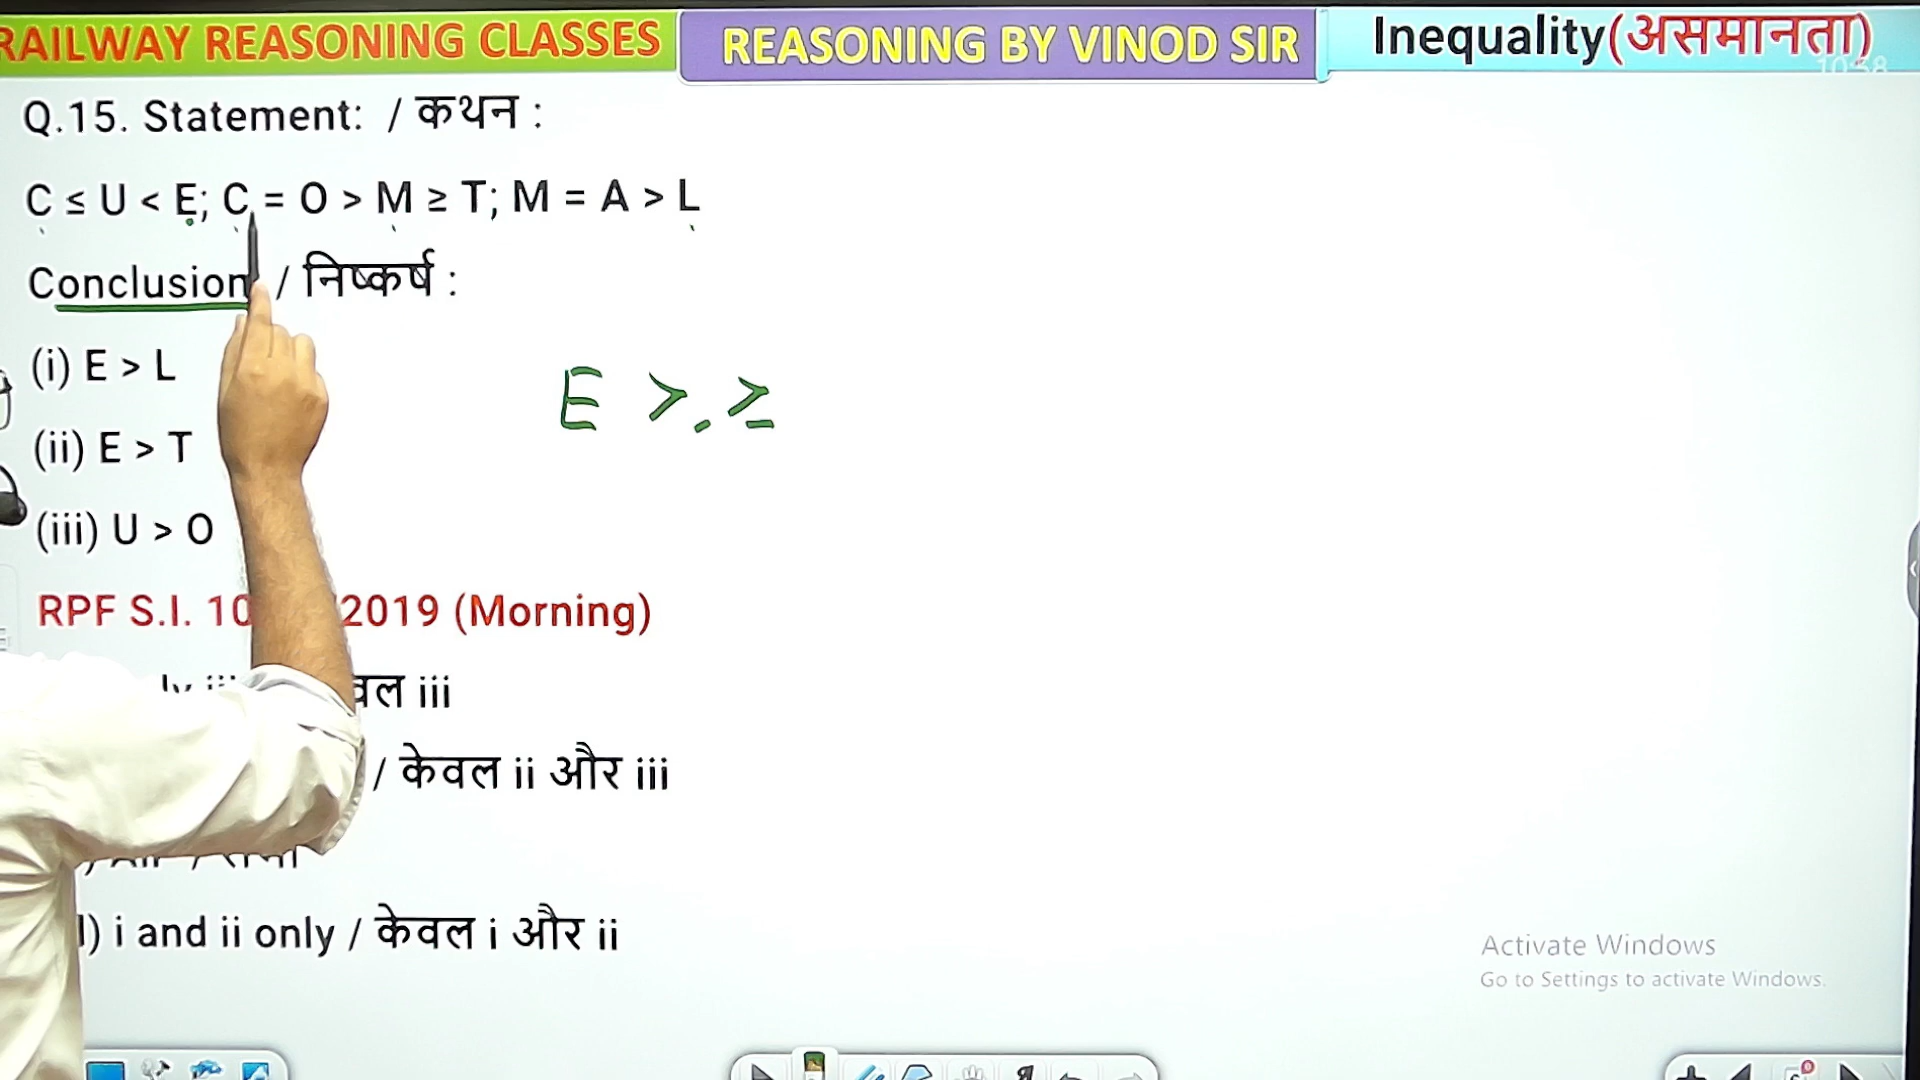 RAILWAY REASONING CLASSES
REASONING BY VINOD SIR
Inequality(असमानता)
10:58
Q.15. Statement: / कथन :
C ≤ U < E; C = O > M ≥ T; M = A > L
Conclusion / निष्कर्ष :
(i) E > L
E > . ≥
(ii) E > T
(iii) U > O
RPF S.I. 10 2019 (Morning)
iii
/ केवल ii और iii
) i and ii only / केवल i और ii
Activate Windows
Go to Settings to activate Windows.